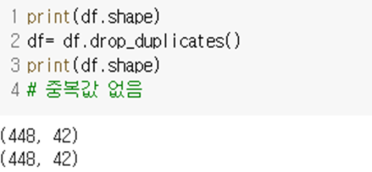 1 print(df.shape)
2 df= df.drop_duplicates()
3 print(df.shape)
4 # 중복값 없음
(448, 42)
(448, 42)